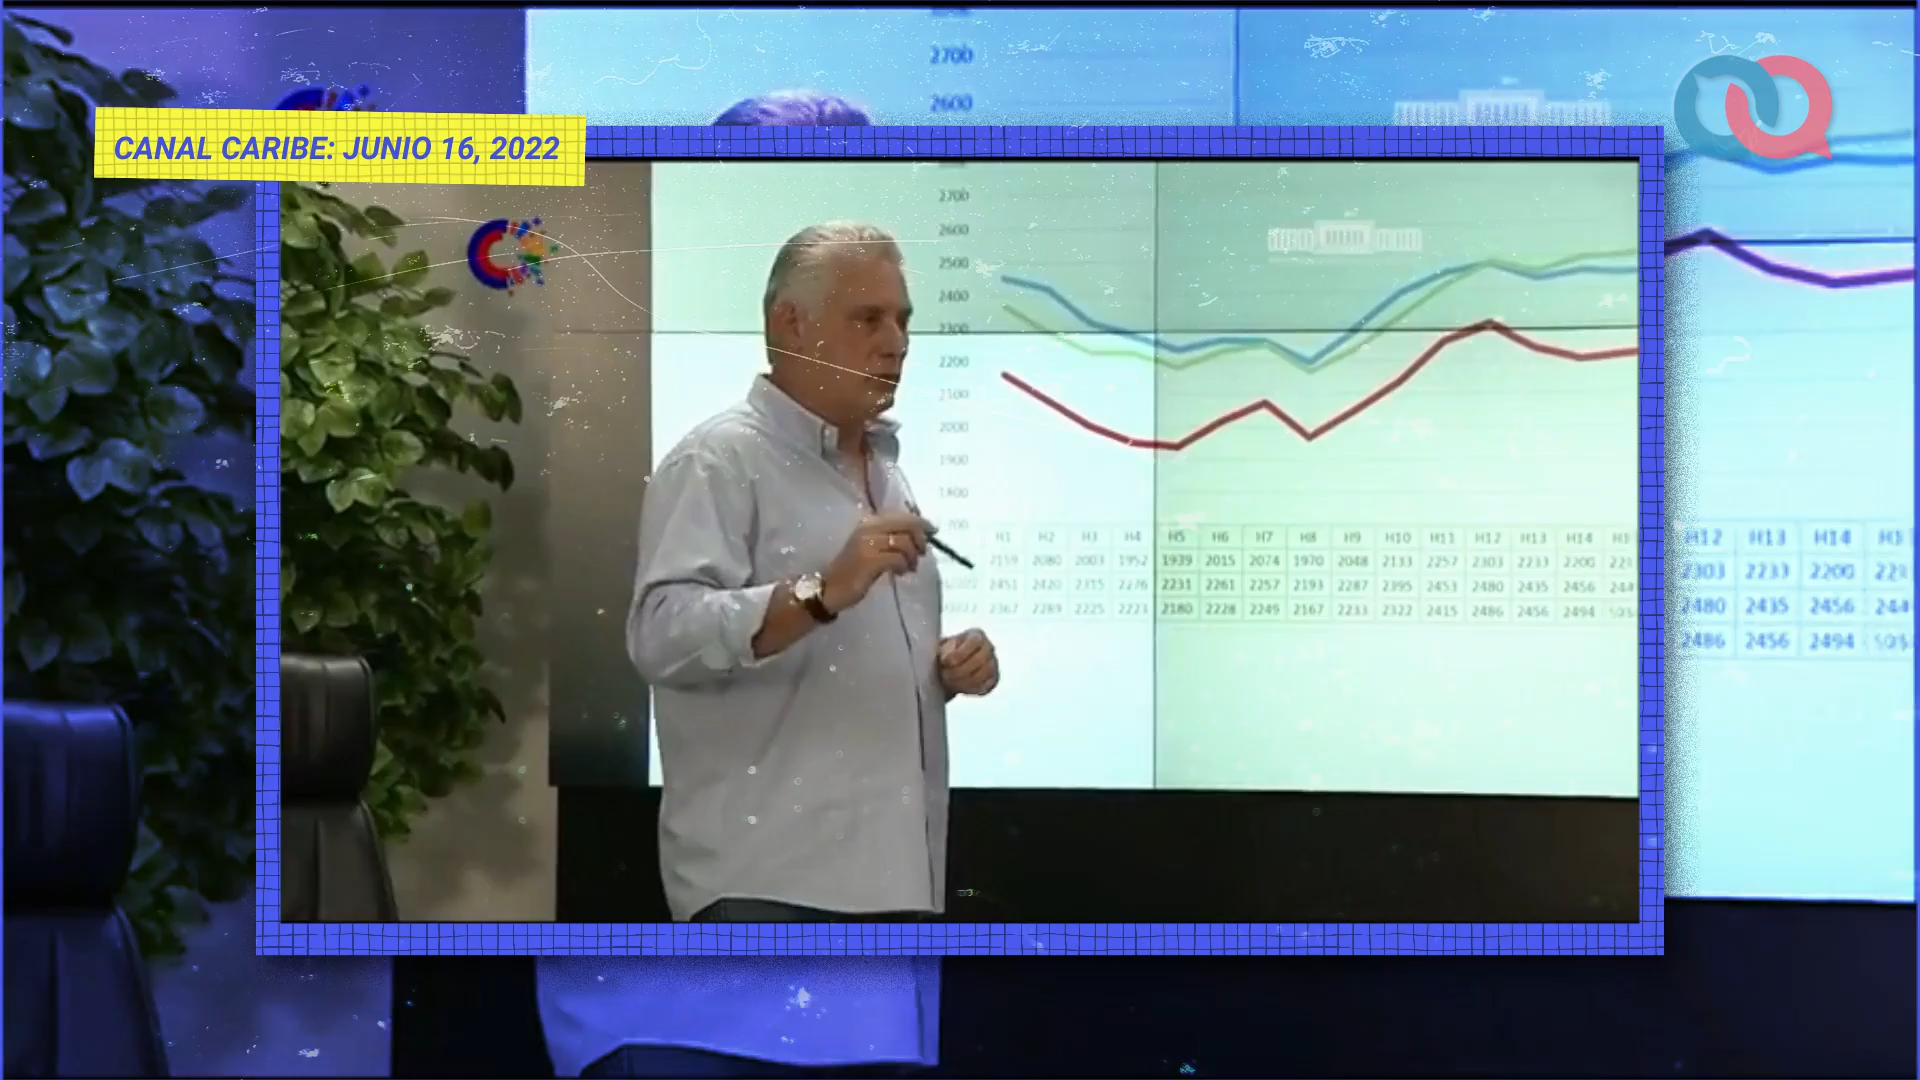 2700
2600
CANAL CARIBE: JUNIO 16, 2022
2700
2600
2500
2400
2300
2200
2100
2000
1900
1800
H1 H2 H3 H4 H5 H6 H7 H8 H9 H10 H11 H12 H13 H14
2159 2080 2003 1952 1939 2015 2074 1970 2048 2133 2257 2303 2233 2200
2451 2420 2315 2276 2231 2261 2257 2193 2287 2395 2453 2480 2435 2456
2367 2289 2225 2223 2180 2228 2249 2167 2233 2322 2415 2486 2456 2494
H12 H13 H14
2303 2233 2200
2480 2435 2456
2486 2456 2494